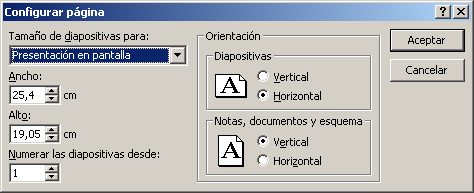 Configurar página
Tamaño de diapositivas para:
Presentación en pantalla
Ancho:
25,4 cm
Alto:
19,05 cm
Numerar las diapositivas desde:
1
Orientación
Diapositivas
A
Vertical
Horizontal
Notas, documentos y esquema
A
Vertical
Horizontal
Aceptar
Cancelar